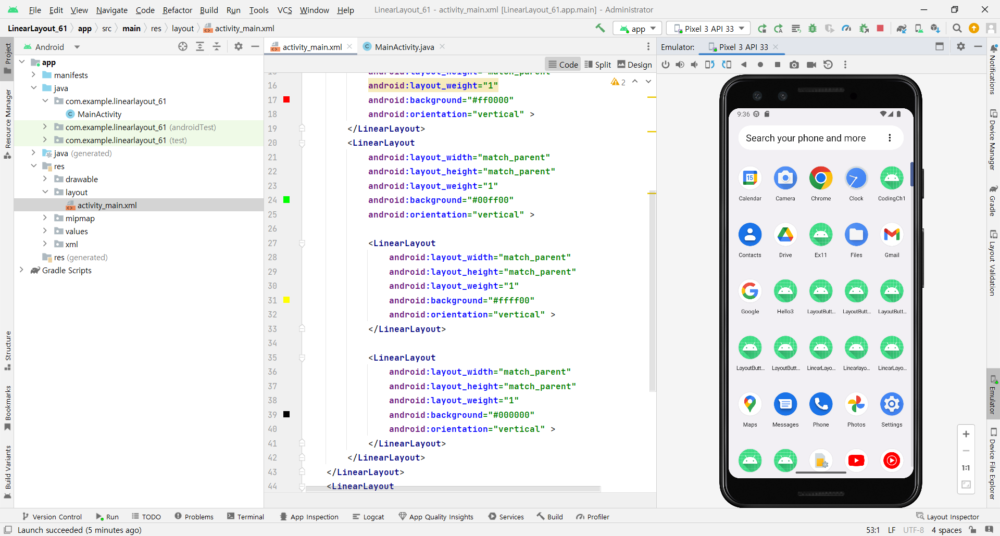 File Edit View Navigate Code Refactor Build Run Tools VCS Window Help LinearLayout_61 - activity_main.xml [LinearLayout_61.app.main] - Administrator
LinearLayout_61 app src main res layout activity_main.xml app Pixel 3 API 33
Project
Resource Manager
Structure
Bookmarks
Build Variants
Android
app
manifests
java
com.example.linearlayout_61
MainActivity
com.example.linearlayout_61 (androidTest)
com.example.linearlayout_61 (test)
java (generated)
res
drawable
layout
activity_main.xml
mipmap
values
xml
res (generated)
Gradle Scripts
activity_main.xml MainActivity.java
Code Split Design
2
android:layout_height="match_parent"
16 android:layout_weight="1"
17 android:background="#ff0000"
18 android:orientation="vertical" >
19 </LinearLayout>
20 <LinearLayout
21 android:layout_width="match_parent"
22 android:layout_height="match_parent"
23 android:layout_weight="1"
24 android:background="#00ff00"
25 android:orientation="vertical" >
26
27 <LinearLayout
28 android:layout_width="match_parent"
29 android:layout_height="match_parent"
30 android:layout_weight="1"
31 android:background="#ffff00"
32 android:orientation="vertical" >
33 </LinearLayout>
34
35 <LinearLayout
36 android:layout_width="match_parent"
37 android:layout_height="match_parent"
38 android:layout_weight="1"
39 android:background="#000000"
40 android:orientation="vertical" >
41 </LinearLayout>
42 </LinearLayout>
43 </LinearLayout>
44 <LinearLayout
Emulator: Pixel 3 API 33
9:36
Search your phone and more
15
Calendar Camera Chrome Clock CodingCh1
Contacts Drive Ex11 Files Gmail
Google Hello3 LayoutButt... LayoutButt... LayoutButt...
LayoutButt... LayoutButt... LinearLayo... Linearlayo... LinearLayo...
Maps Messages Phone Photos Settings
1:1
Notifications
Device Manager
Gradle
Layout Validation
Emulator
Device File Explorer
Version Control Run TODO Problems Terminal App Inspection Logcat App Quality Insights Services Build Profiler Layout Inspector
Launch succeeded (5 minutes ago) 53:1 LF UTF-8 4 spaces